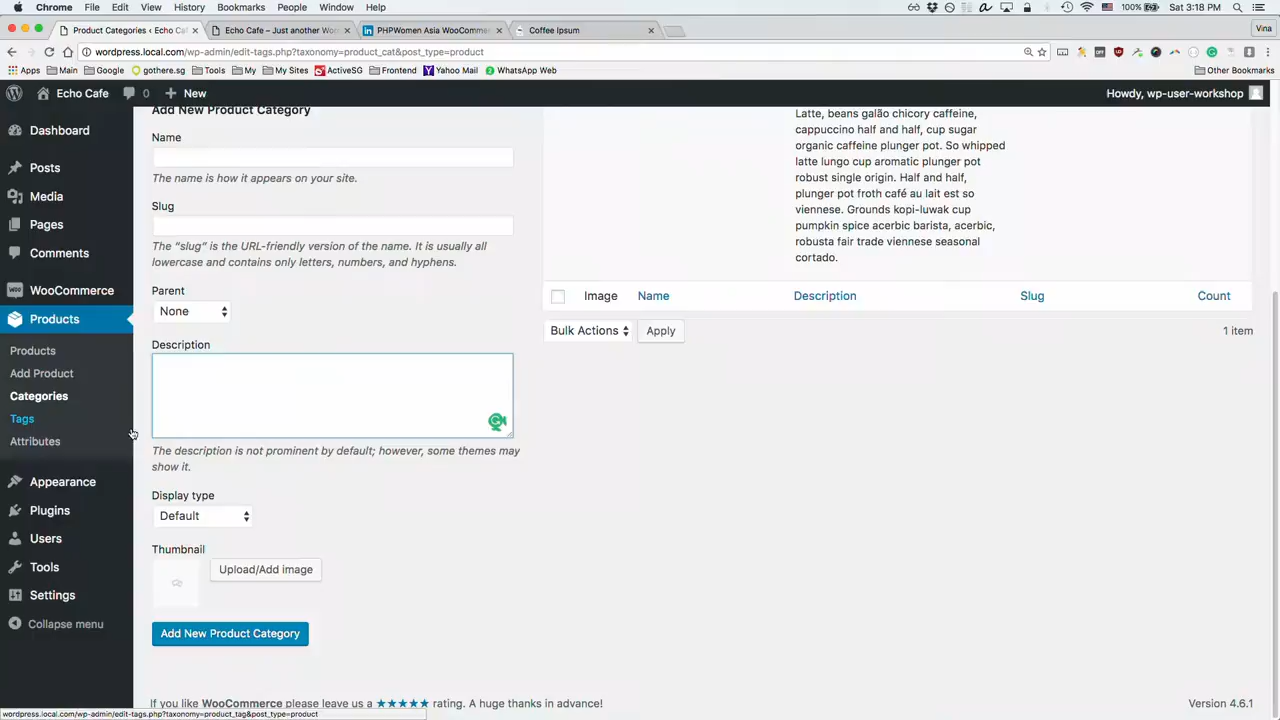 Chrome File Edit View History Bookmarks People Window Help 100% Sat 3:18 PM
Product Categories ‹ Echo Caf
Echo Cafe – Just another Wo
PHPWomen Asia WooComme
Coffee Ipsum
Vina
wordpress.local.com/wp-admin/edit-tags.php?taxonomy=product_cat&post_type=product
Apps Main Google gothere.sg Tools My My Sites ActiveSG Frontend Yahoo Mail WhatsApp Web Other Bookmarks
Echo Cafe 0 + New Howdy, wp-user-workshop
Dashboard
Posts
Media
Pages
Comments
WooCommerce
Products
Products
Add Product
Categories
Tags
Attributes
Appearance
Plugins
Users
Tools
Settings
Collapse menu
Add New Product Category
Name
The name is how it appears on your site.
Slug
The “slug” is the URL-friendly version of the name. It is usually all
lowercase and contains only letters, numbers, and hyphens.
Parent
None
Description
The description is not prominent by default; however, some themes may
show it.
Display type
Default
Thumbnail
Upload/Add image
Add New Product Category
Latte, beans galão chicory caffeine,
cappuccino half and half, cup sugar
organic caffeine plunger pot. So whipped
latte lungo cup aromatic plunger pot
robust single origin. Half and half,
plunger pot froth café au lait est so
viennese. Grounds kopi-luwak cup
pumpkin spice acerbic barista, acerbic,
robusta fair trade viennese seasonal
cortado.
Image Name Description Slug Count
Bulk Actions Apply 1 item
If you like WooCommerce please leave us a ★★★★★ rating. A huge thanks in advance! Version 4.6.1
wordpress.local.com/wp-admin/edit-tags.php?taxonomy=product_tag&post_type=product